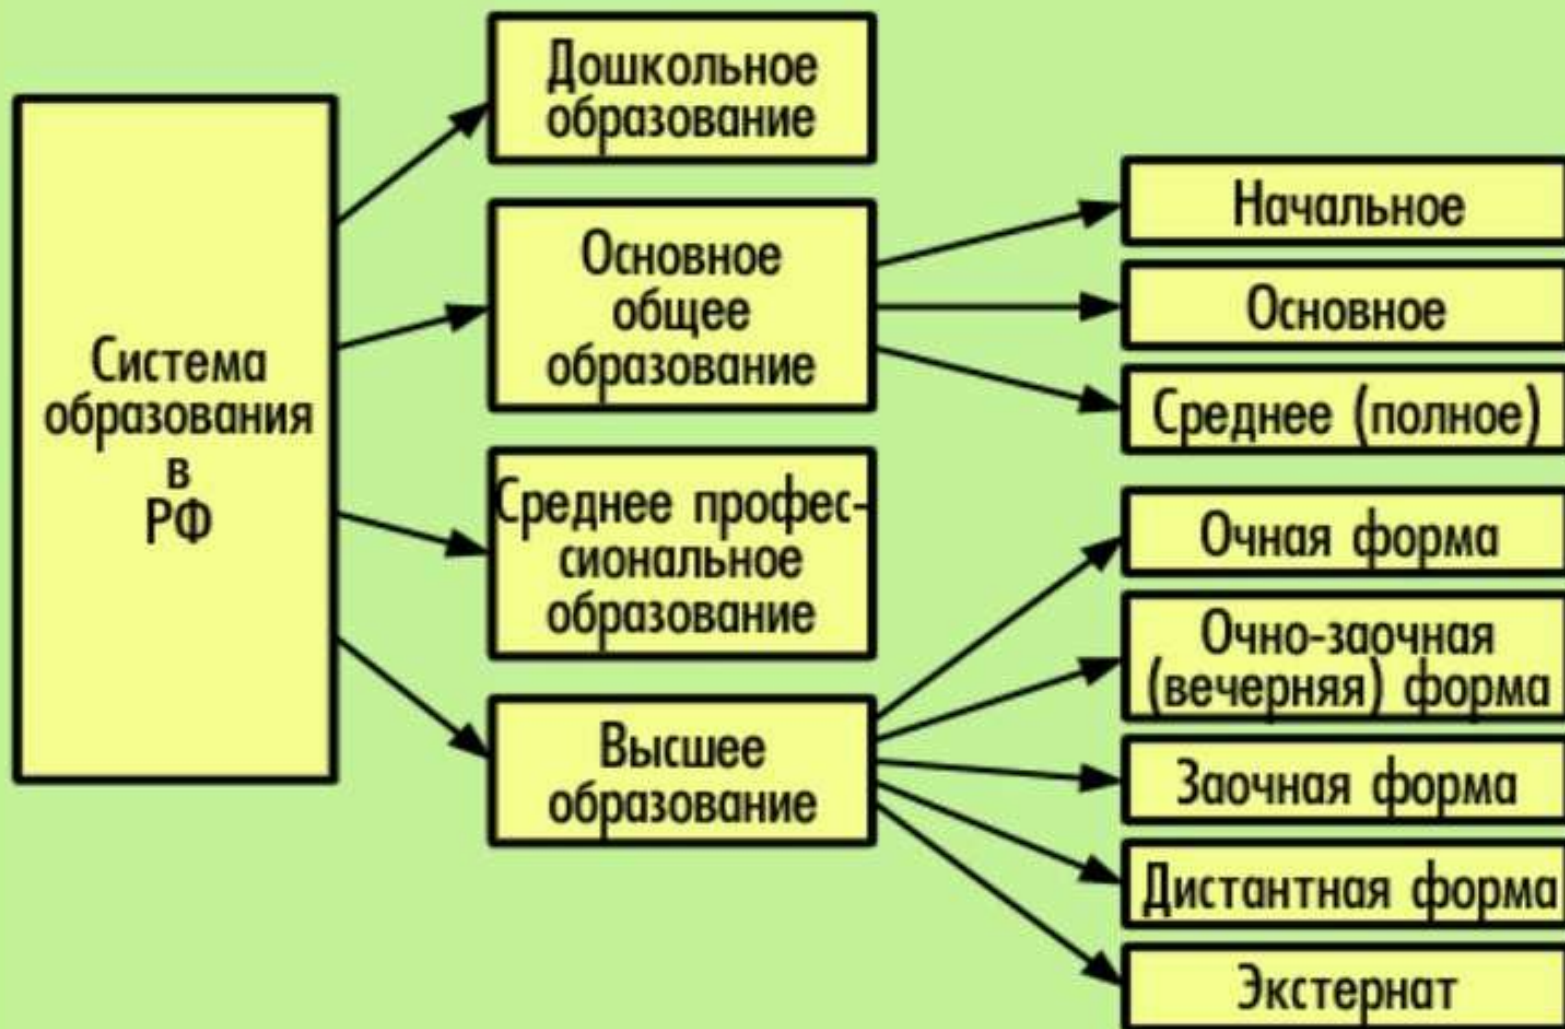 Система
образования
в
РФ
Дошкольное
образование
Основное
общее
образование
Среднее профес-
сиональное
образование
Высшее
образование
Начальное
Основное
Среднее (полное)
Очная форма
Очно-заочная
(вечерняя) форма
Заочная форма
Дистантная форма
Экстернат